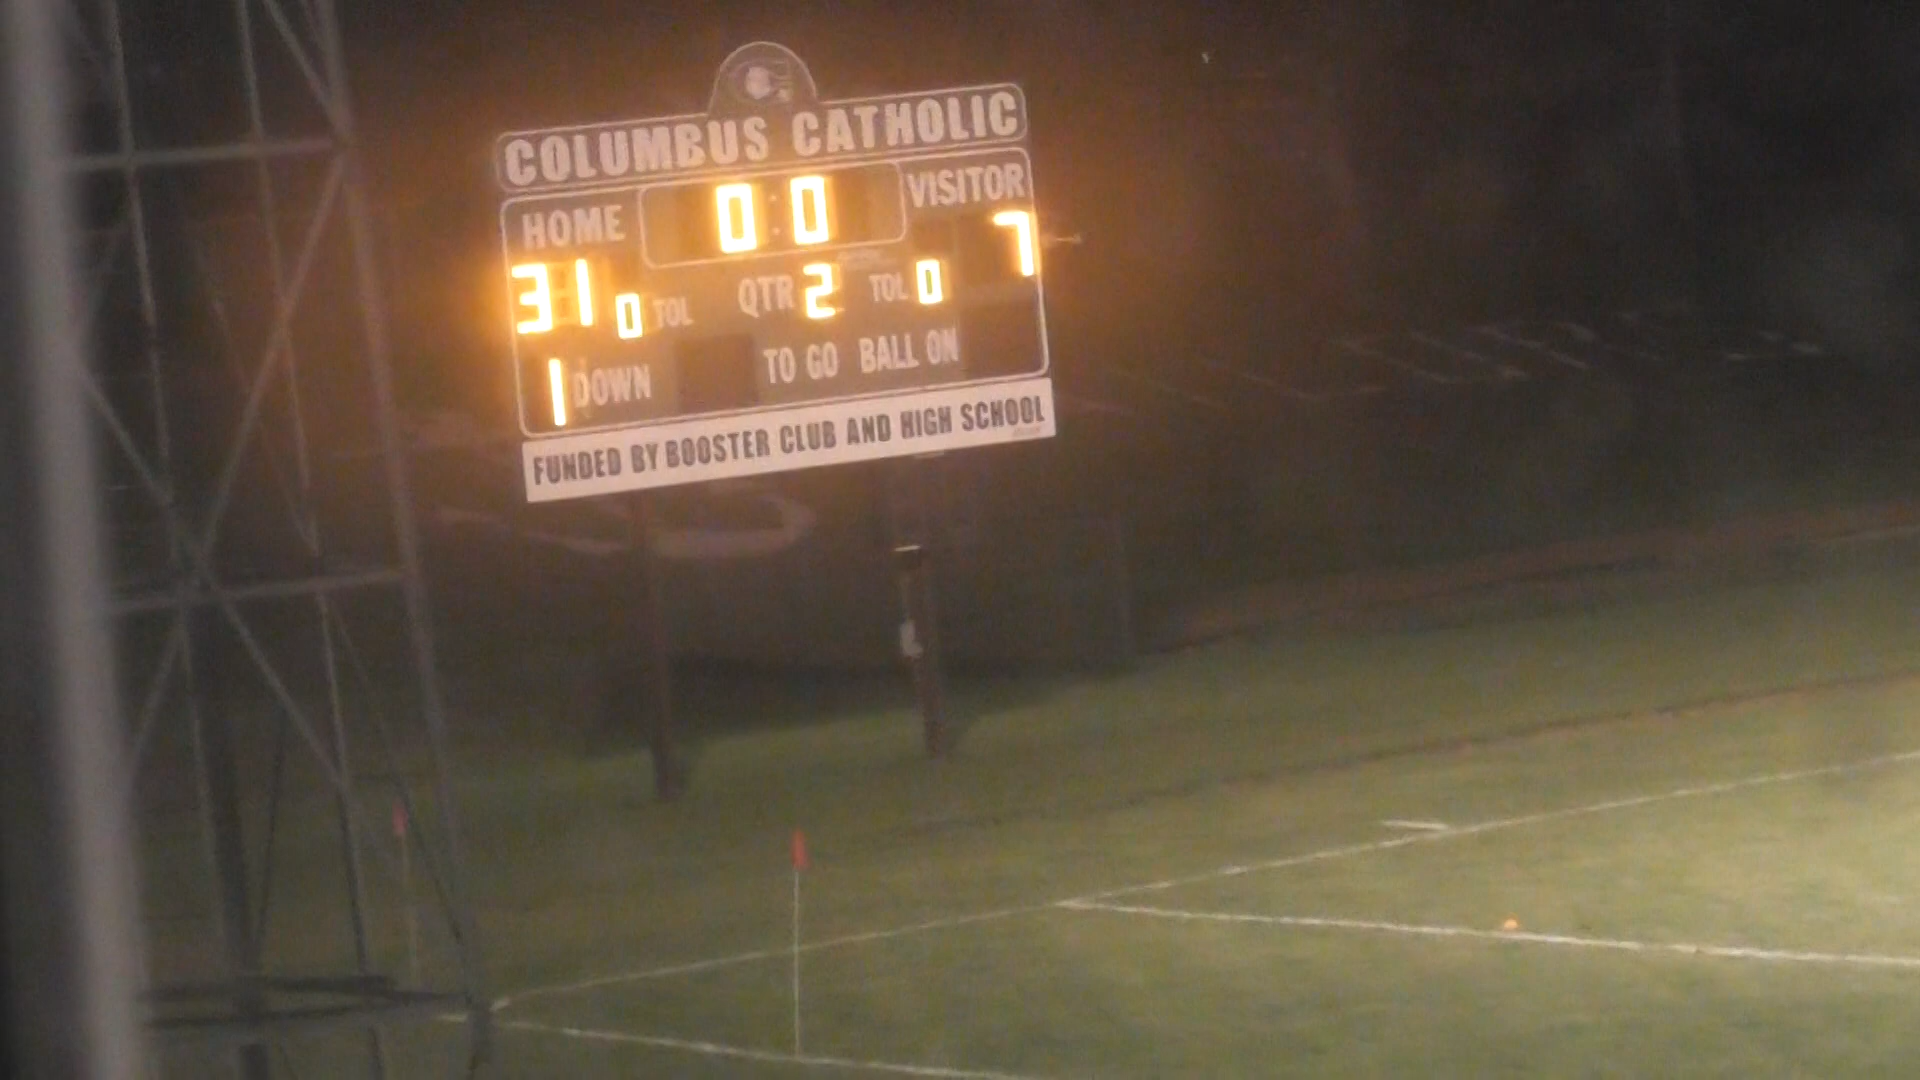 COLUMBUS CATHOLIC
HOME 0:0 VISITOR
31 0 TOL QTR 2 TOL 0 7
1 DOWN TO GO BALL ON
FUNDED BY BOOSTER CLUB AND HIGH SCHOOL